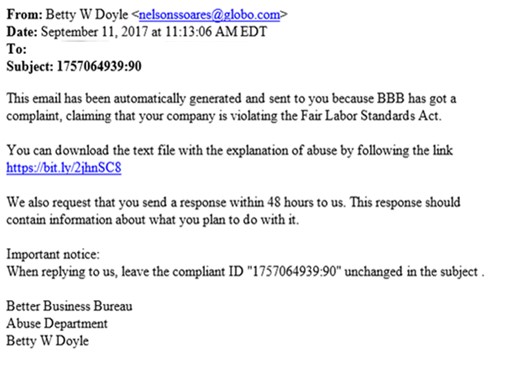 From: Betty W Doyle <nelsonssoares@globo.com>
Date: September 11, 2017 at 11:13:06 AM EDT
To:
Subject: 1757064939:90
This email has been automatically generated and sent to you because BBB has got a
complaint, claiming that your company is violating the Fair Labor Standards Act.
You can download the text file with the explanation of abuse by following the link
https://bit.ly/2jhnSC8
We also request that you send a response within 48 hours to us. This response should
contain information about what you plan to do with it.
Important notice:
When replying to us, leave the compliant ID "1757064939:90" unchanged in the subject .
Better Business Bureau
Abuse Department
Betty W Doyle